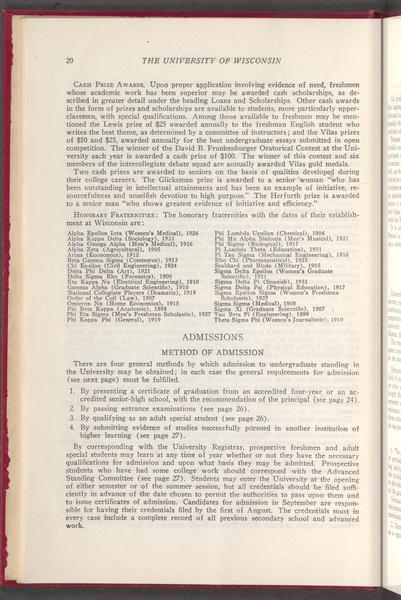 20 THE UNIVERSITY OF WISCONSIN
CASH PRIZE AWARDS. Upon proper application involving evidence of need, freshmen
whose academic work has been superior may be awarded cash scholarships, as de-
scribed in greater detail under the heading Loans and Scholarships. Other cash awards
in the form of prizes and scholarships are available to students, more particularly upper-
classmen, with special qualifications. Among those available to freshmen may be men-
tioned the Lewis prize of $25 awarded annually to the freshman English student who
writes the best theme, as determined by a committee of instructors; and the Vilas prizes
of $50 and $25, awarded annually for the best undergraduate essays submitted in open
competition. The winner of the David B. Frankenburger Oratorical Contest at the Uni-
versity each year is awarded a cash prize of $100. The winner of this contest and six
members of the intercollegiate debate squad are annually awarded Vilas gold medals.
Two cash prizes are awarded to seniors on the basis of qualities developed during
their college careers. The Glicksman prize is awarded to a senior woman "who has
been outstanding in intellectual attainments and has been an example of initiative, re-
sourcefulness and unselfish devotion to high purpose." The Herfurth prize is awarded
to a senior man "who shows greatest evidence of initiative and efficiency."
HONORARY FRATERNITIES: The honorary fraternities with the dates of their establish-
ment at Wisconsin are:
Alpha Epsilon Iota (Women's Medical), 1926
Alpha Kappa Delta (Sociology), 1922
Alpha Omega Alpha (Men's Medical), 1926
Alpha Zeta (Agricultural), 1905
Artus (Economics), 1912
Beta Gamma Sigma (Commerce), 1913
Chi Epsilon (Civil Engineering), 1924
Delta Phi Delta (Art), 1921
Delta Sigma Rho (Forensics), 1906
Eta Kappa Nu (Electrical Engineering), 1910
Gamma Alpha (Graduate Scientific), 1910
National Collegiate Players (Dramatic), 1919
Order of the Coif (Law), 1907
Omicron Nu (Home Economics), 1913
Phi Beta Kappa (Academic), 1898
Phi Eta Sigma (Men's Freshman Scholastic), 1927
Phi Kappa Phi (General), 1919
Phi Lambda Upsilon (Chemical), 1906
Phi Mu Alpha Sinfonia (Men's Musical), 1921
Phi Sigma (Biological), 1917
Pi Lambda Theta (Education), 1921
Pi Tau Sigma (Mechanical Engineering), 1916
Rho Chi (Pharmaceutical), 1925
Scabbard and Blade (Military), 1905
Sigma Delta Epsilon (Women's Graduate
Scientific), 1921
Sigma Delta Pi (Spanish), 1931
Sigma Delta Psi (Physical Education), 1917
Sigma Epsilon Sigma (Women's Freshman
Scholastic), 1927
Sigma Sigma (Medical), 1908
Sigma Xi (Graduate Scientific), 1907
Tau Beta Pi (Engineering), 1899
Theta Sigma Phi (Women's Journalistic), 1910
ADMISSIONS
METHOD OF ADMISSION
There are four general methods by which admission to undergraduate standing in
the University may be obtained; in each case the general requirements for admission
(see next page) must be fulfilled.
1. By presenting a certificate of graduation from an accredited four-year or an ac-
credited senior-high school, with the recommendation of the principal (see page 24).
2. By passing entrance examinations (see page 26).
3. By qualifying as an adult special student (see page 26).
4. By submitting evidence of studies successfully pursued in another institution of
higher learning (see page 27).
By corresponding with the University Registrar, prospective freshmen and adult
special students may learn at any time of year whether or not they have the necessary
qualifications for admission and upon what basis they may be admitted. Prospective
students who have had some college work should correspond with the Advanced
Standing Committee (see page 27). Students may enter the University at the opening
of either semester or of the summer session, but all credentials should be filed suffi-
ciently in advance of the date chosen to permit the authorities to pass upon them and
to issue certificates of admission. Candidates for admission in September are respon-
sible for having their credentials filed by the first of August. The credentials must in
every case include a complete record of all previous secondary school and advanced
work.